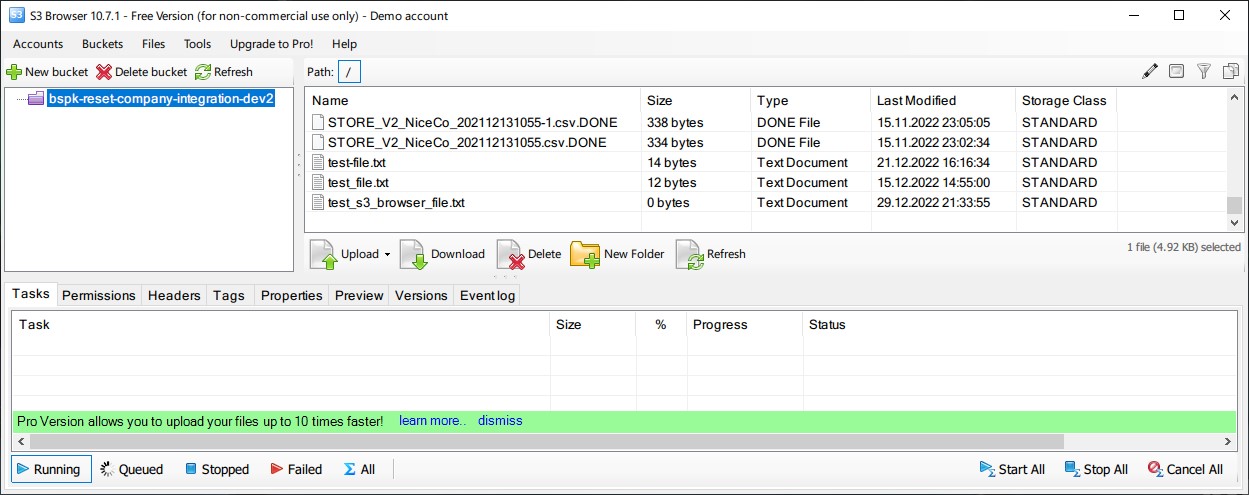 S3 Browser 10.7.1 - Free Version (for non-commercial use only) - Demo account
Accounts Buckets Files Tools Upgrade to Pro! Help
New bucket Delete bucket Refresh Path: /
bspk-reset-company-integration-dev2
Name Size Type Last Modified Storage Class
STORE_V2_NiceCo_202112131055-1.csv.DONE 338 bytes DONE File 15.11.2022 23:05:05 STANDARD
STORE_V2_NiceCo_202112131055.csv.DONE 334 bytes DONE File 15.11.2022 23:02:34 STANDARD
test-file.txt 14 bytes Text Document 21.12.2022 16:16:34 STANDARD
test_file.txt 12 bytes Text Document 15.12.2022 14:55:00 STANDARD
test_s3_browser_file.txt 0 bytes Text Document 29.12.2022 21:33:55 STANDARD
Upload Download Delete New Folder Refresh 1 file (4.92 KB) selected
Tasks Permissions Headers Tags Properties Preview Versions Event log
Task Size % Progress Status
Pro Version allows you to upload your files up to 10 times faster! learn more.. dismiss
Running Queued Stopped Failed All Start All Stop All Cancel All